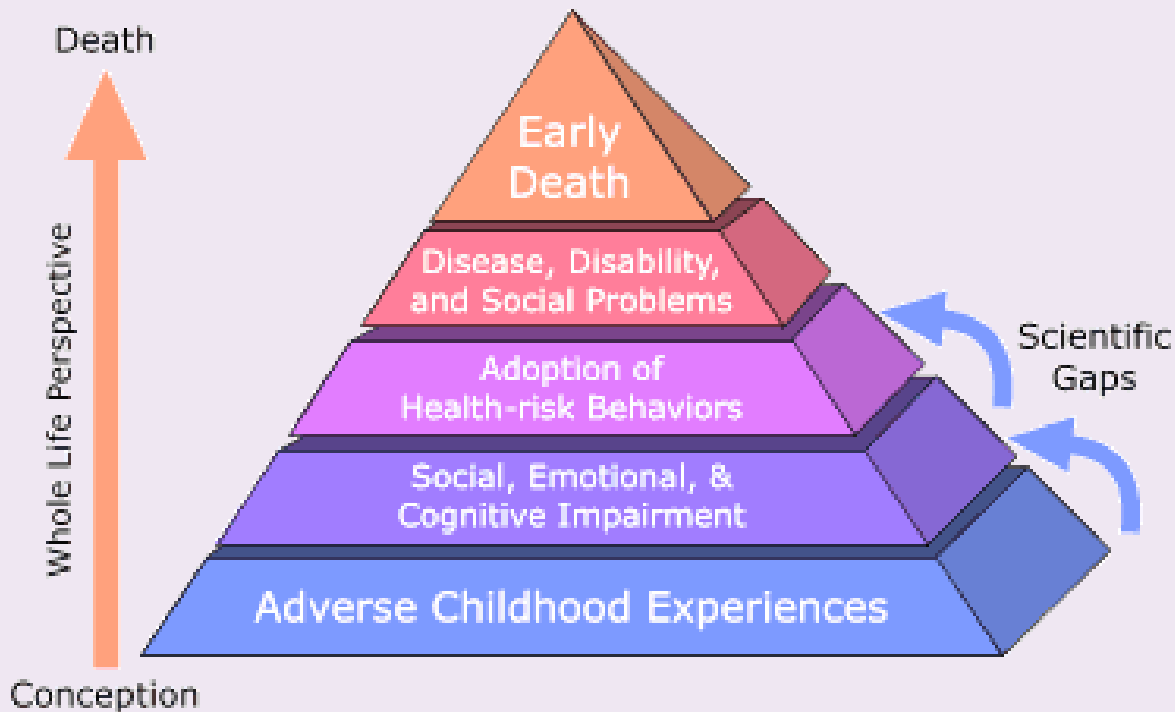 Death
Whole Life Perspective
Conception
Early
Death
Disease, Disability,
and Social Problems
Adoption of
Health-risk Behaviors
Social, Emotional, &
Cognitive Impairment
Adverse Childhood Experiences
Scientific
Gaps